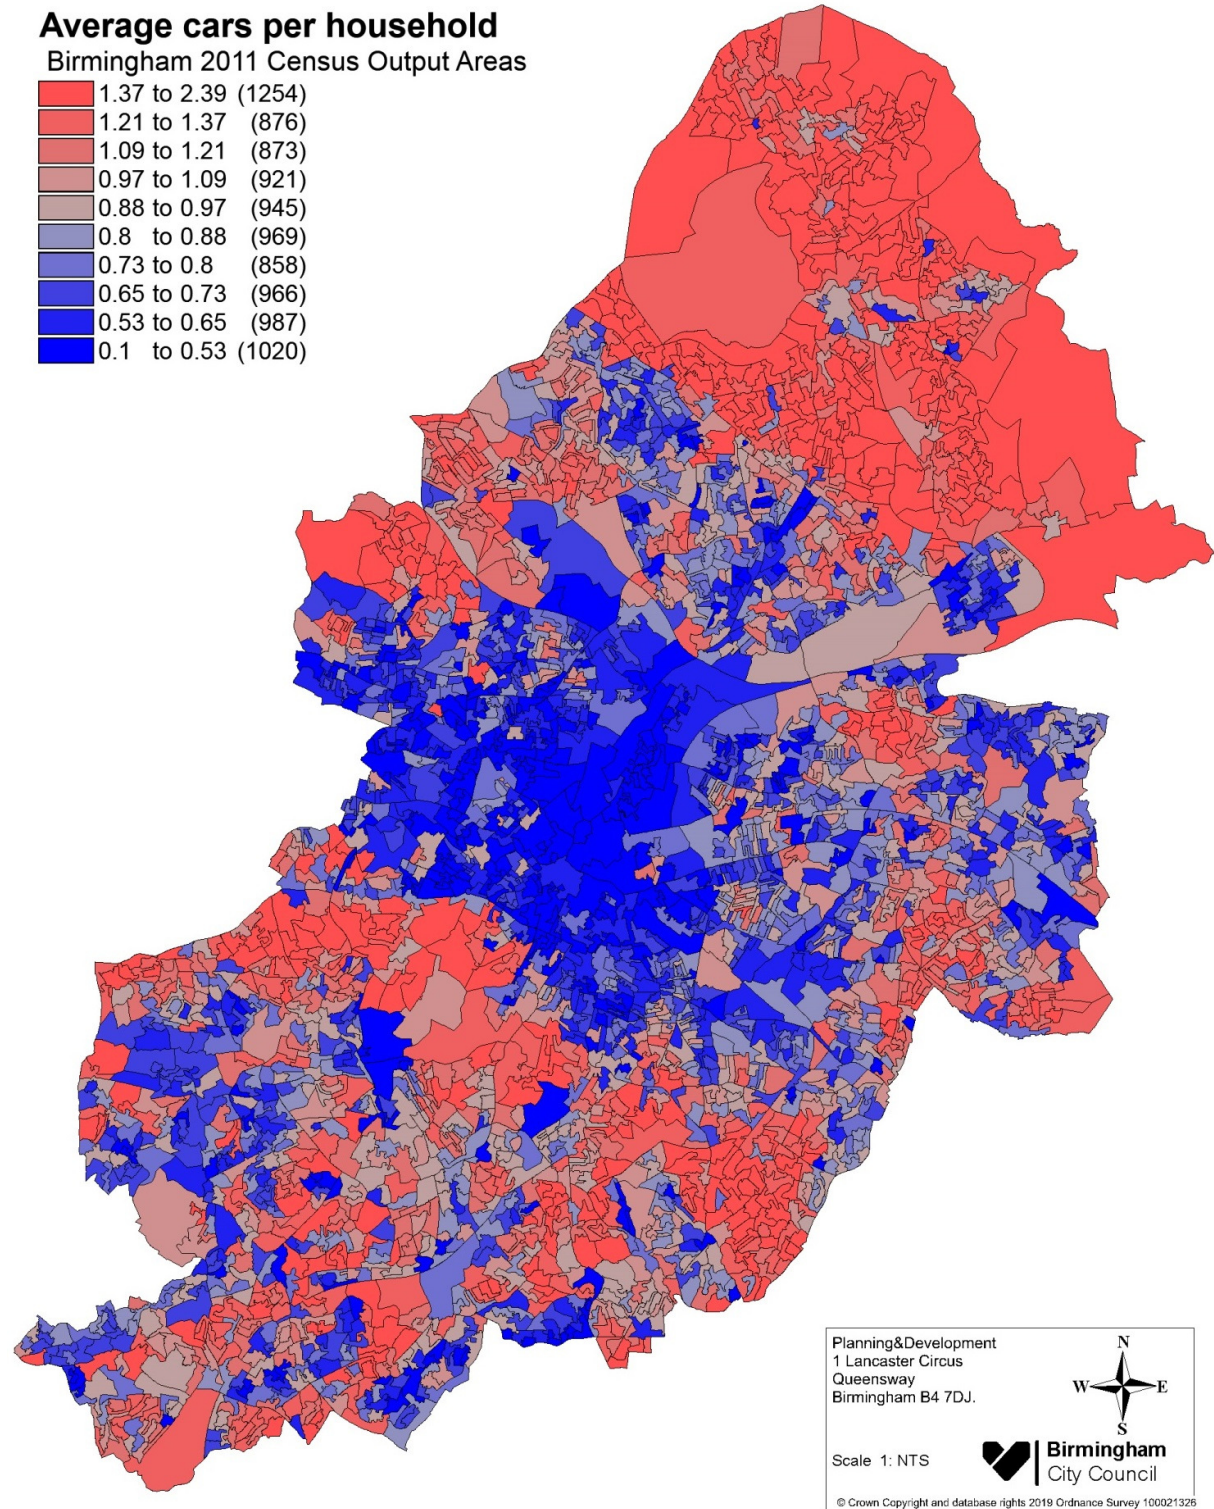 Average cars per household
Birmingham 2011 Census Output Areas
1.37 to 2.39 (1254)
1.21 to 1.37 (876)
1.09 to 1.21 (873)
0.97 to 1.09 (921)
0.88 to 0.97 (945)
0.8 to 0.88 (969)
0.73 to 0.8 (858)
0.65 to 0.73 (966)
0.53 to 0.65 (987)
0.1 to 0.53 (1020)
Planning&Development
1 Lancaster Circus
Queensway
Birmingham B4 7DJ.
N
W E
S
Scale 1: NTS
Birmingham
City Council
© Crown Copyright and database rights 2019 Ordnance Survey 100021326